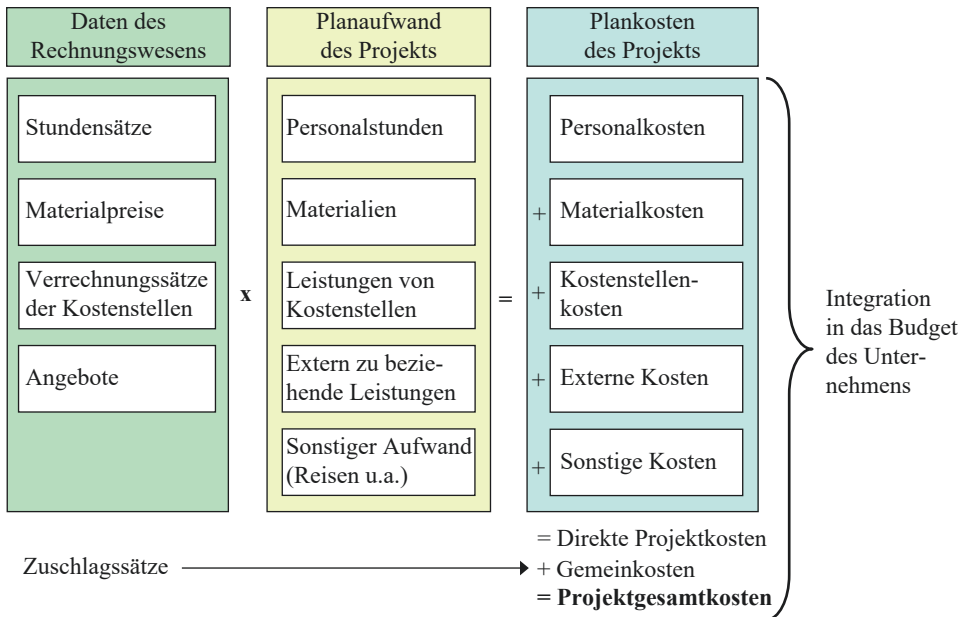 Daten des
Rechnungswesens
Planaufwand
des Projekts
Plankosten
des Projekts
Stundensätze
Materialpreise
Verrechnungssätze
der Kostenstellen
Angebote
x
Personalstunden
Materialien
Leistungen von
Kostenstellen
Extern zu bezie-
hende Leistungen
Sonstiger Aufwand
(Reisen u.a.)
=
Personalkosten
+ Materialkosten
+ Kostenstellen-
kosten
+ Externe Kosten
+ Sonstige Kosten
Integration
in das Budget
des Unter-
nehmens
Zuschlagssätze
= Direkte Projektkosten
+ Gemeinkosten
= Projektgesamtkosten